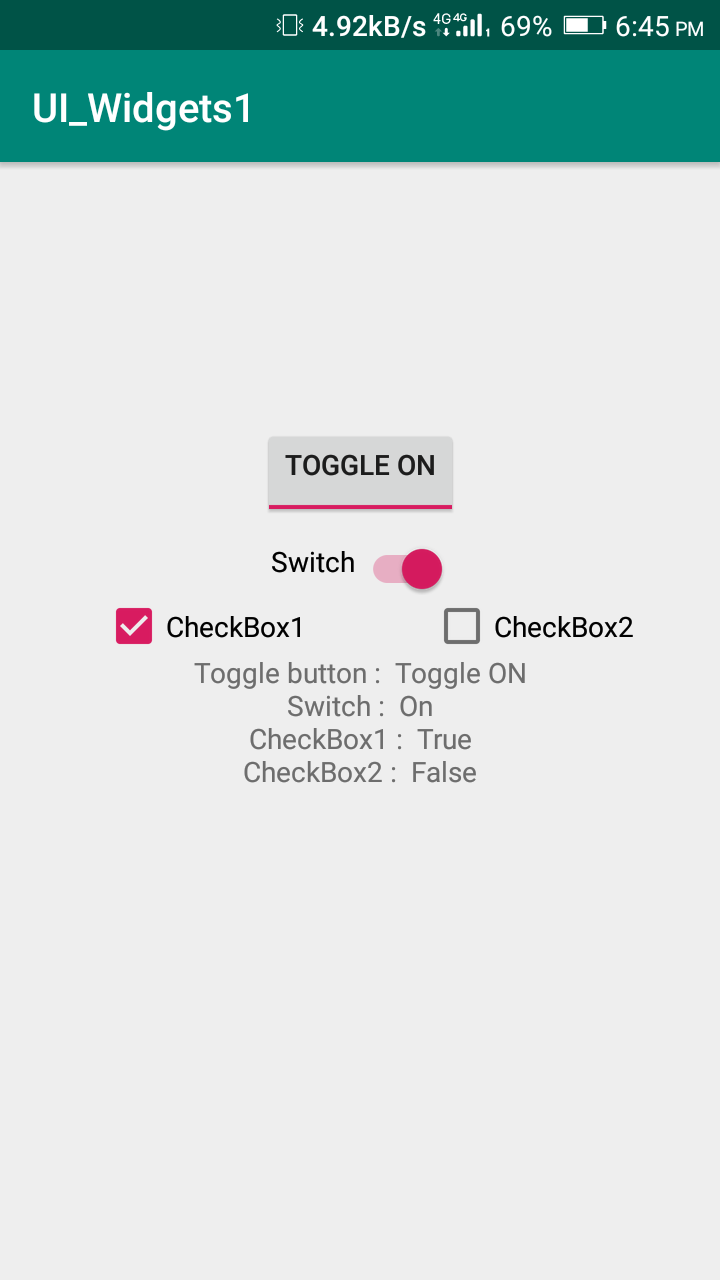 4.92kB/s 4G 4G 1 69% 6:45 PM
UI_Widgets1
TOGGLE ON
Switch
CheckBox1 CheckBox2
Toggle button : Toggle ON
Switch : On
CheckBox1 : True
CheckBox2 : False